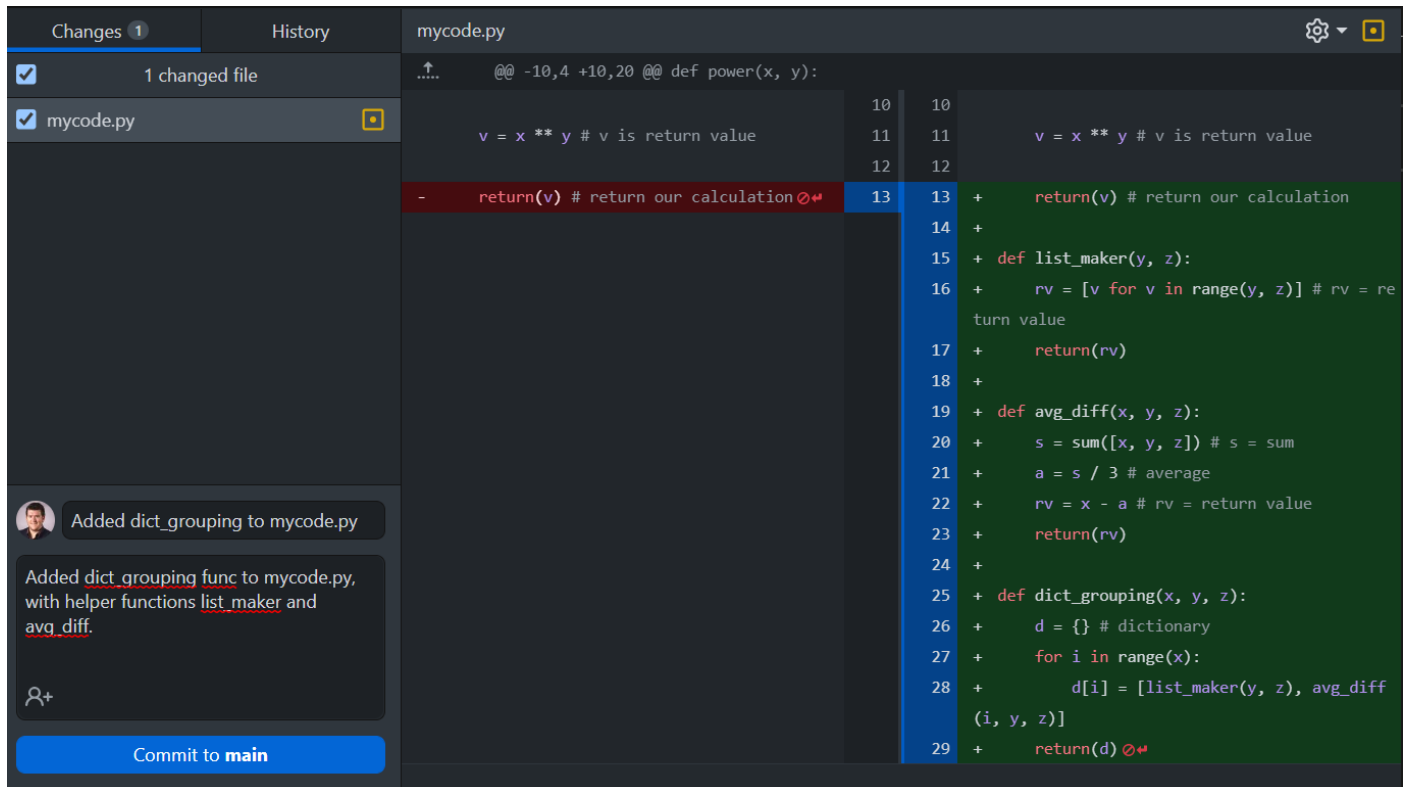 Changes 1 History
1 changed file
mycode.py
Added dict_grouping to mycode.py
Added dict_grouping func to mycode.py,
with helper functions list_maker and
avg_diff.
Commit to main
mycode.py
@@ -10,4 +10,20 @@ def power(x, y):
10 10
v = x ** y # v is return value 11 11 v = x ** y # v is return value
12 12
- return(v) # return our calculation 13 13 + return(v) # return our calculation
14 +
15 + def list_maker(y, z):
16 + rv = [v for v in range(y, z)] # rv = re
turn value
17 + return(rv)
18 +
19 + def avg_diff(x, y, z):
20 + s = sum([x, y, z]) # s = sum
21 + a = s / 3 # average
22 + rv = x - a # rv = return value
23 + return(rv)
24 +
25 + def dict_grouping(x, y, z):
26 + d = {} # dictionary
27 + for i in range(x):
28 + d[i] = [list_maker(y, z), avg_diff
(i, y, z)]
29 + return(d)